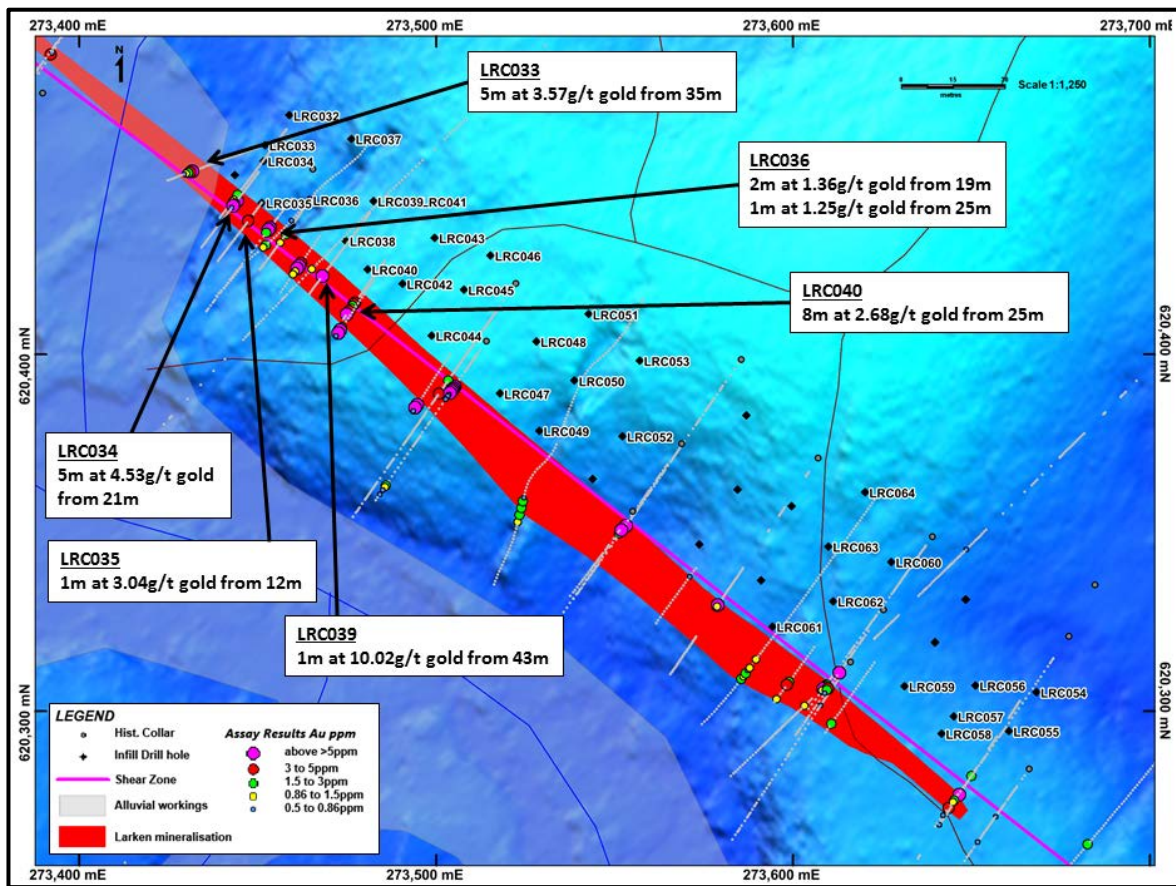 273,400 mE
273,500 mE
273,600 mE
273,700 mE
N
LRC033
5m at 3.57g/t gold from 35m
0
15
30
metres
Scale 1:1,250
LRC036
2m at 1.36g/t gold from 19m
1m at 1.25g/t gold from 25m
LRC032
LRC037
LRC033
LRC034
LRC035
LRC036
LRC039
LRC041
LRC038
LRC043
LRC046
LRC040
LRC042
LRC045
LRC040
8m at 2.68g/t gold from 25m
LRC051
LRC044
LRC048
LRC053
620,400 mN
620,400 mN
LRC050
LRC047
LRC049
LRC052
LRC034
5m at 4.53g/t gold
from 21m
LRC064
LRC035
1m at 3.04g/t gold from 12m
LRC063
LRC060
LRC062
LRC061
LRC039
1m at 10.02g/t gold from 43m
LRC059
LRC056
LRC054
LRC057
LRC058
LRC055
620,300 mN
620,300 mN
LEGEND
Hist. Collar
Infill Drill hole
Shear Zone
Alluvial workings
Larken mineralisation
Assay Results Au ppm
above >5ppm
3 to 5ppm
1.5 to 3ppm
0.86 to 1.5ppm
0.5 to 0.86ppm
273,400 mE
273,500 mE
273,600 mE
273,700 mE